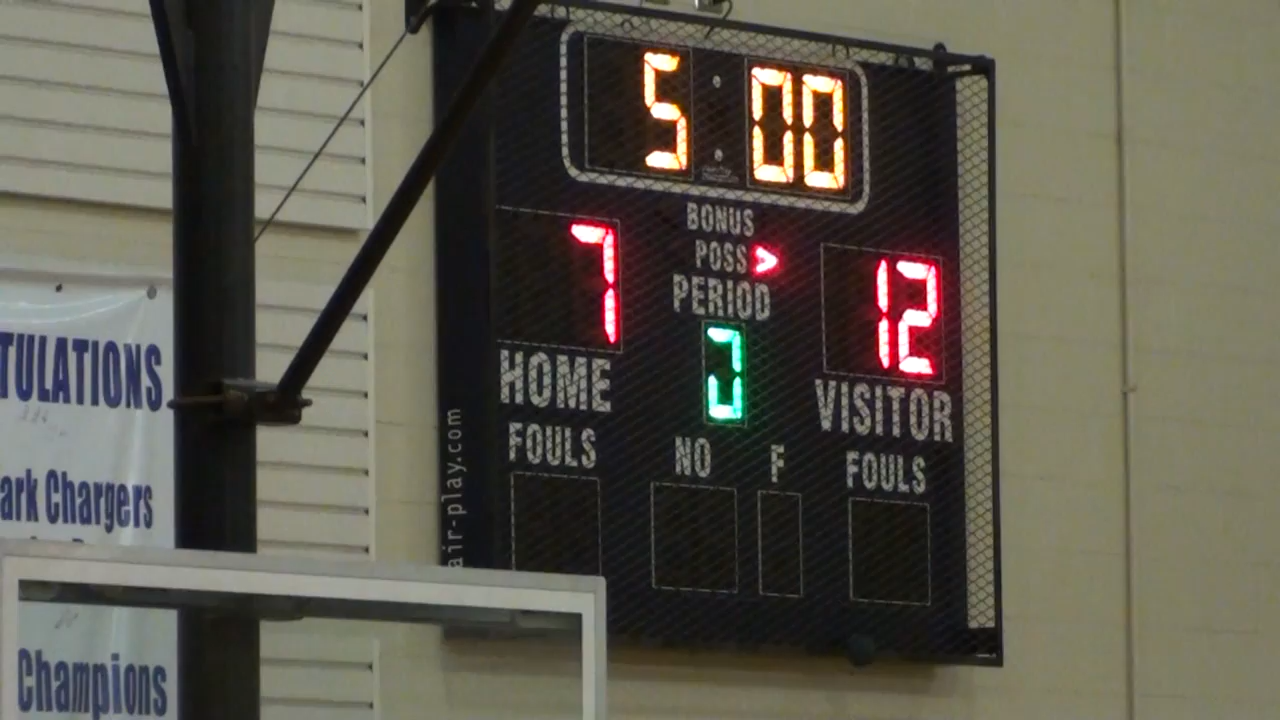 5:00
BONUS
POSS >
7 PERIOD 12
2
HOME VISITOR
FOULS NO F FOULS
air-play.com
TULATIONS
ark Chargers
Champions